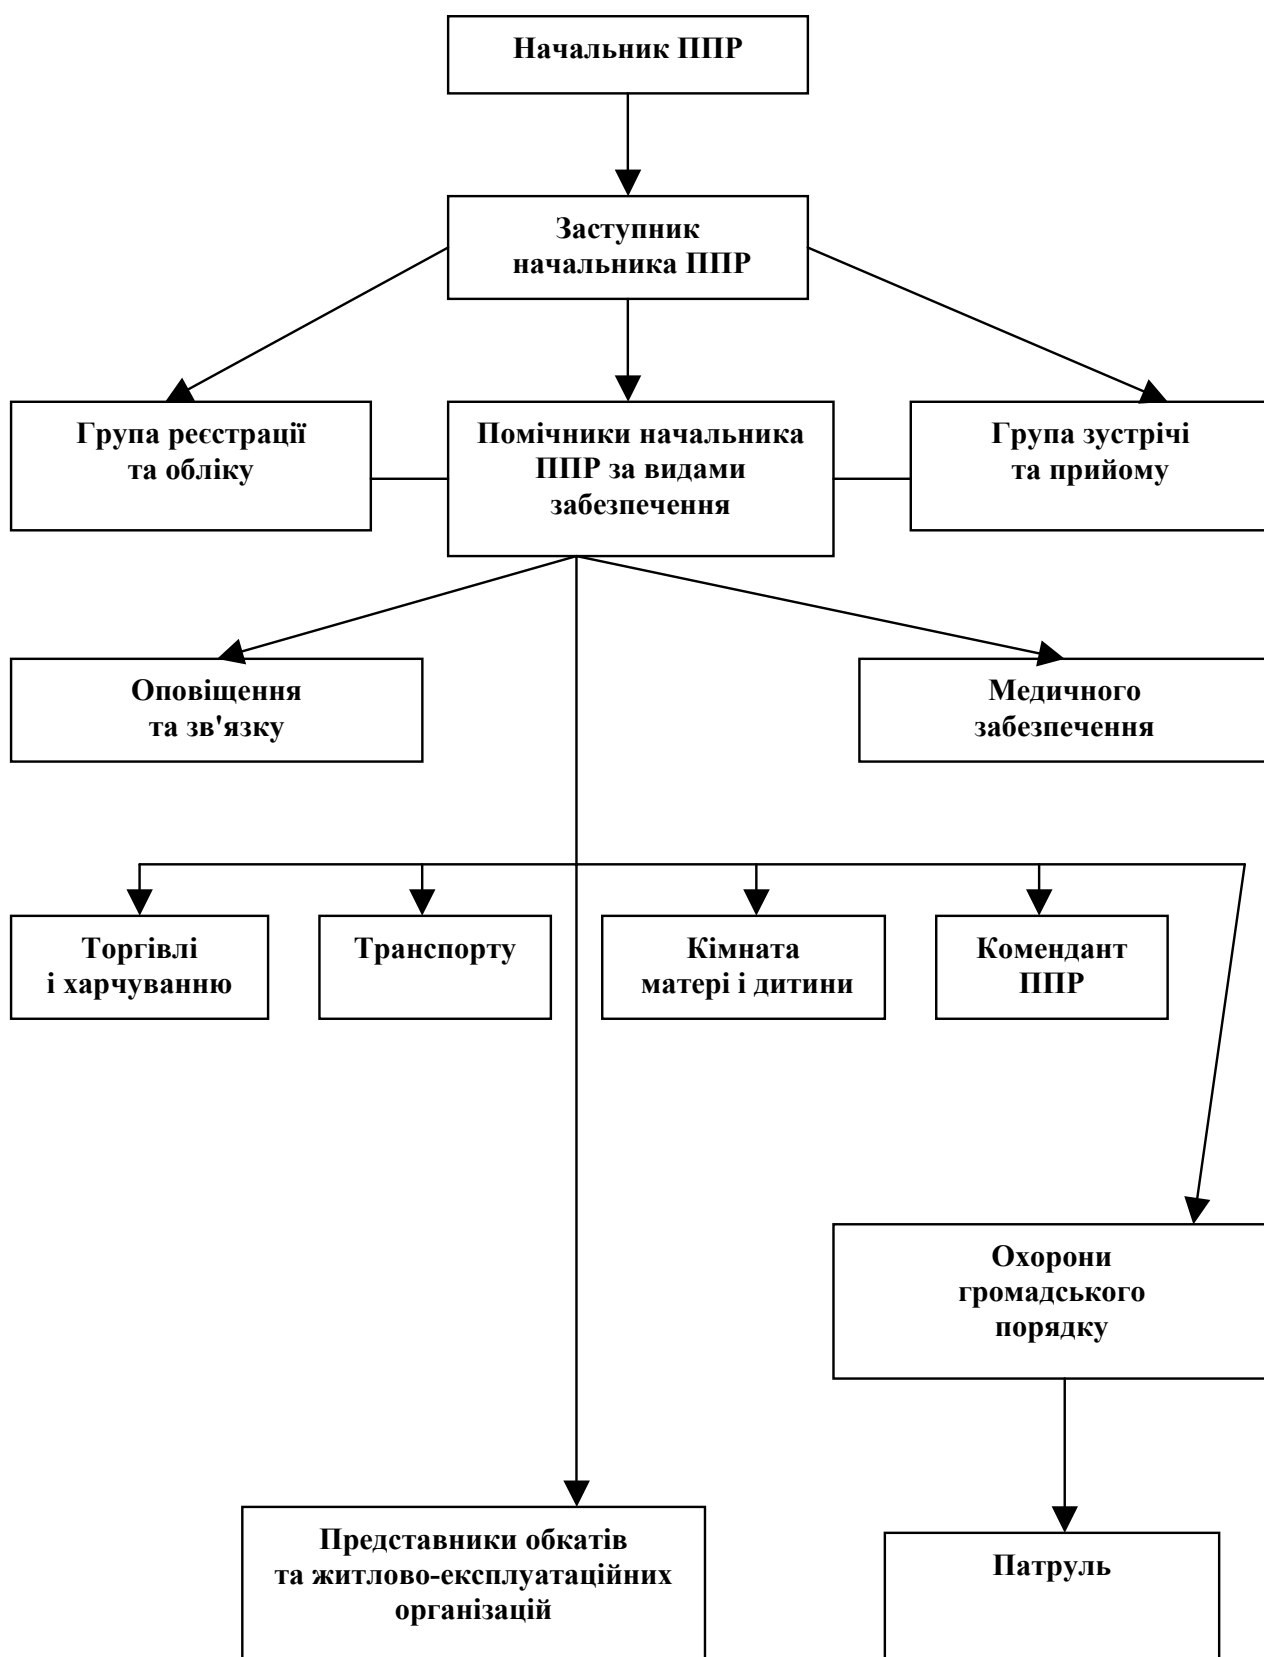 Начальник ППР
Заступник
начальника ППР
Група реєстрації
та обліку
Помічники начальника
ППР за видами
забезпечення
Група зустрічі
та прийому
Оповіщення
та зв'язку
Медичного
забезпечення
Торгівлі
і харчуванню
Транспорту
Кімната
матері і дитини
Комендант
ППР
Охорони
громадського
порядку
Представники обкатів
та житлово-експлуатаційних
організацій
Патруль